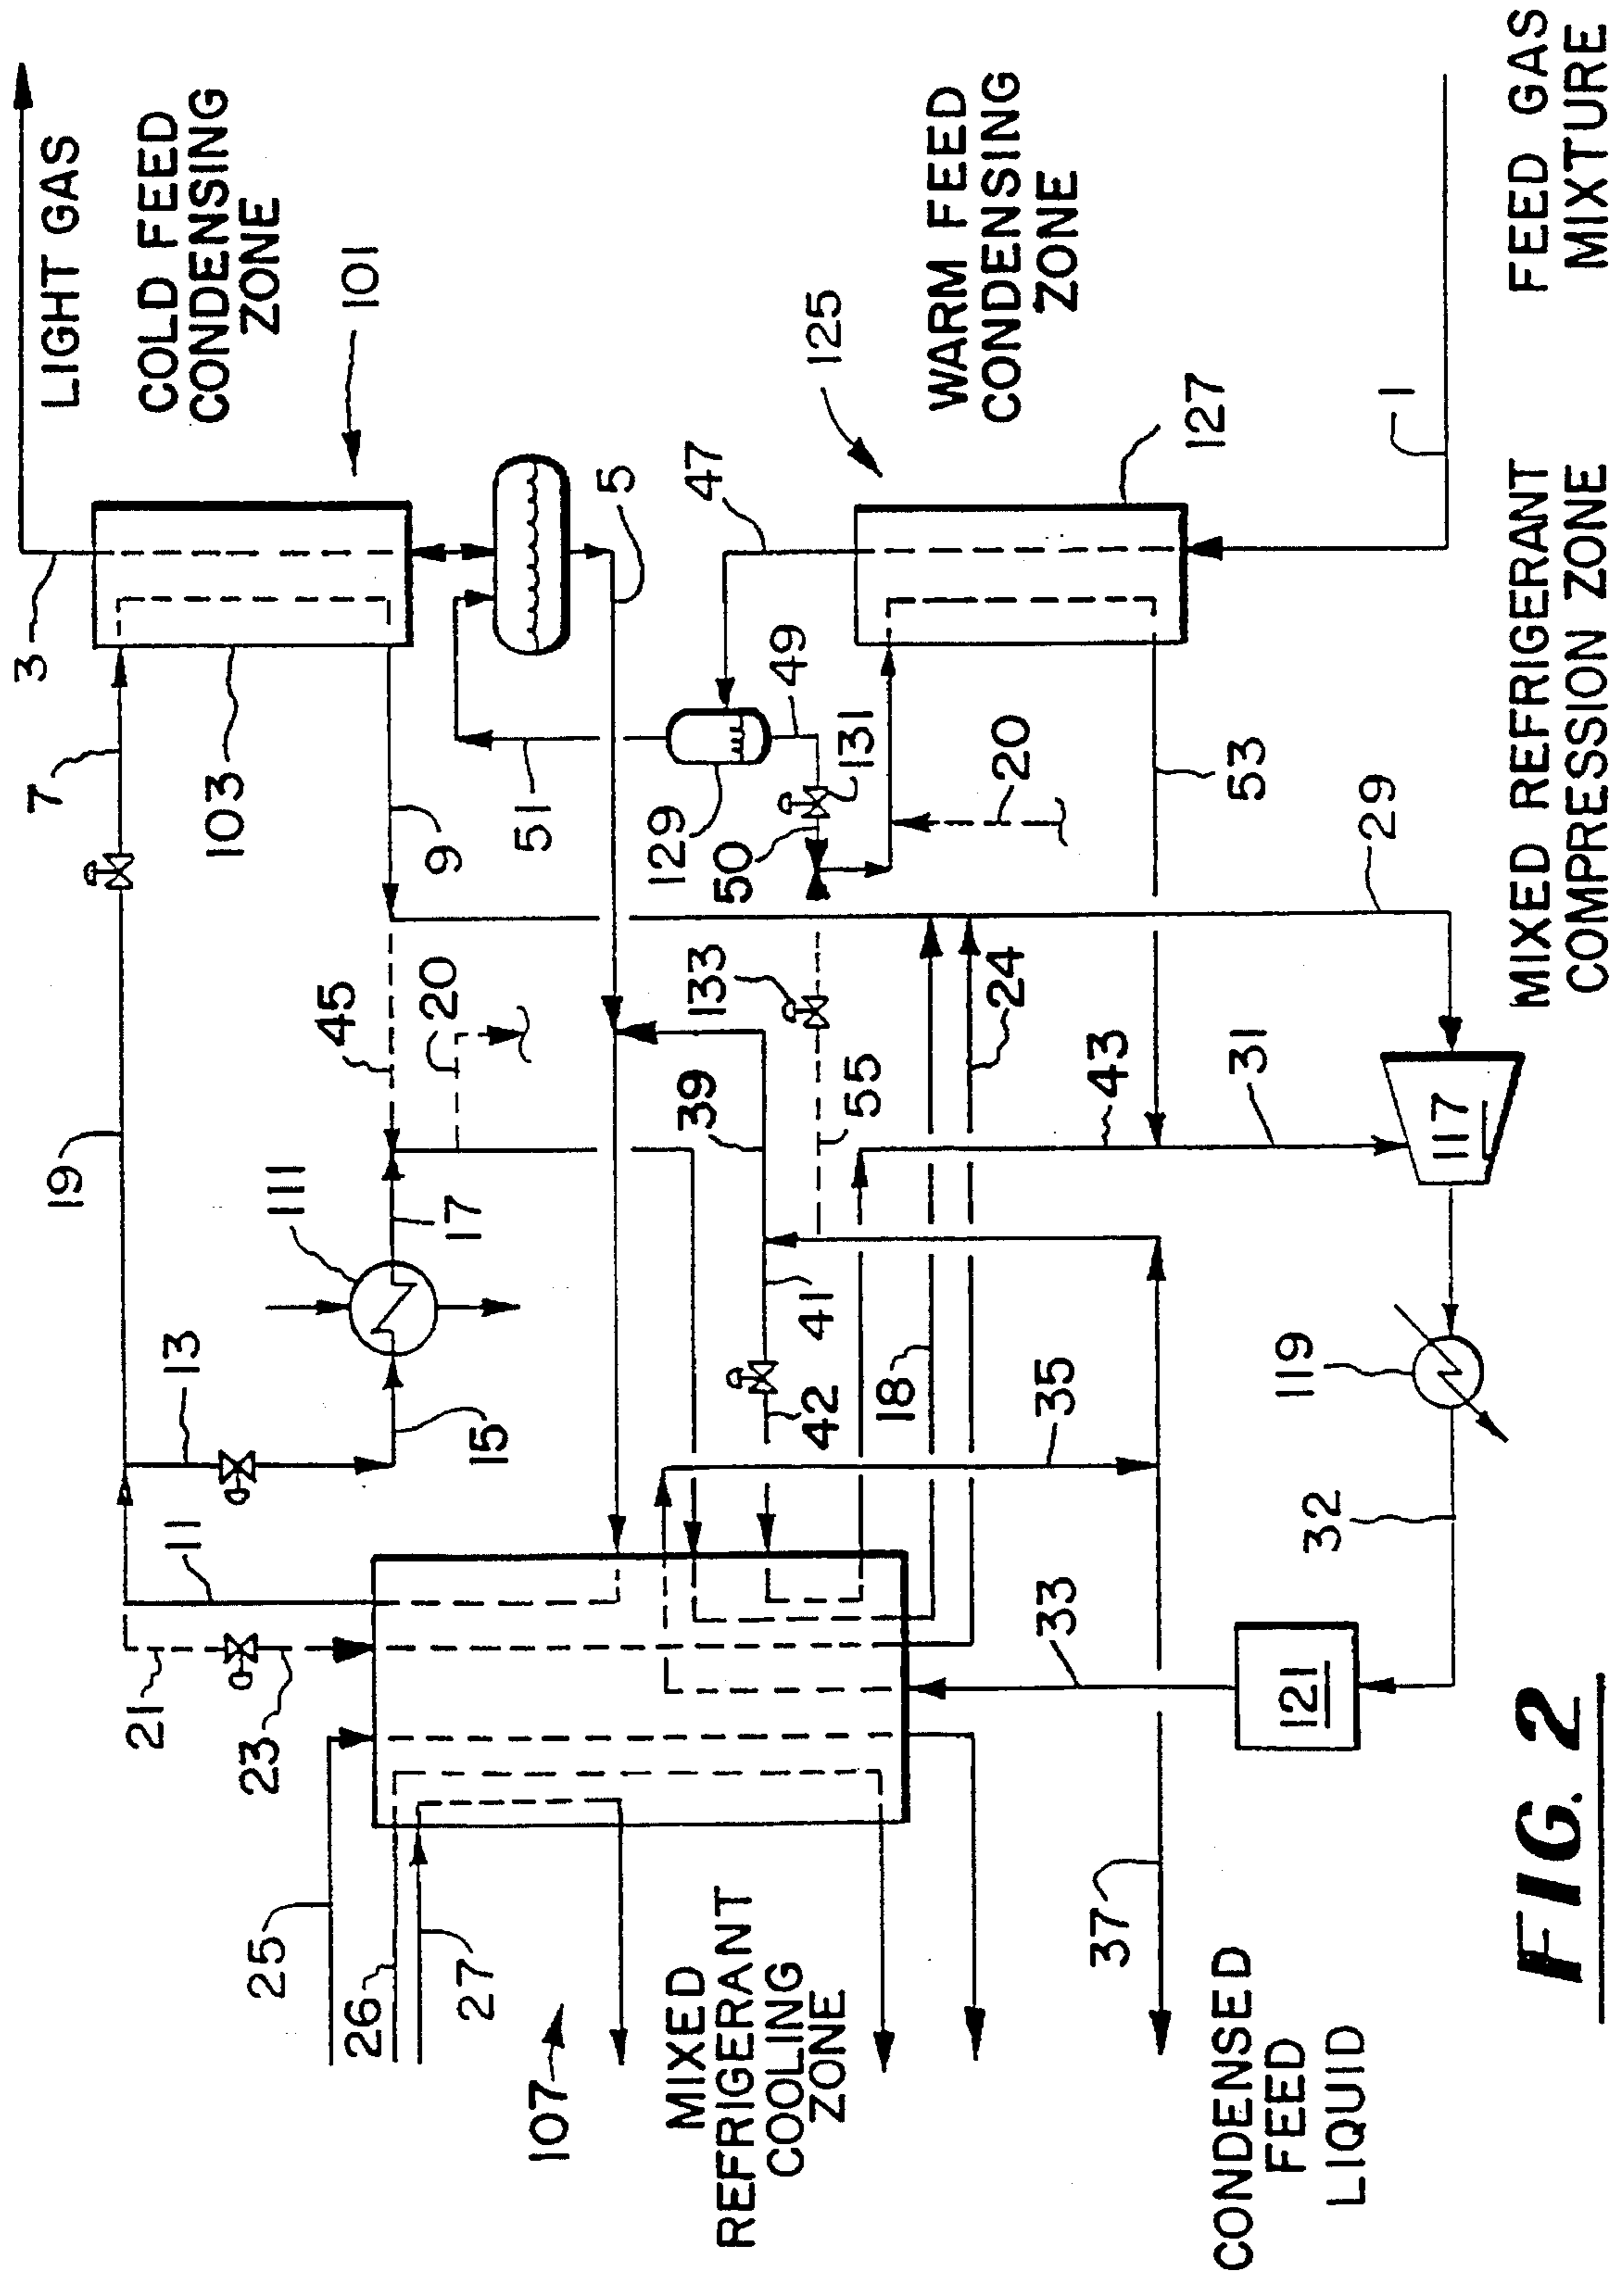 LIGHT GAS
COLD FEED
CONDENSING
ZONE
101
3
7
103
9
5
51
47
125
WARM FEED
CONDENSING
ZONE
127
49
131
129
50
20
53
1
FEED GAS
MIXTURE
MIXED REFRIGERANT
COMPRESSION ZONE
29
19
45
20
133
39
55
24
43
31
117
111
17
13
15
11
41
42
18
35
119
32
33
121
21
23
25
26
27
107
MIXED
REFRIGERANT
COOLING
ZONE
37
CONDENSED
FEED
LIQUID
FIG. 2